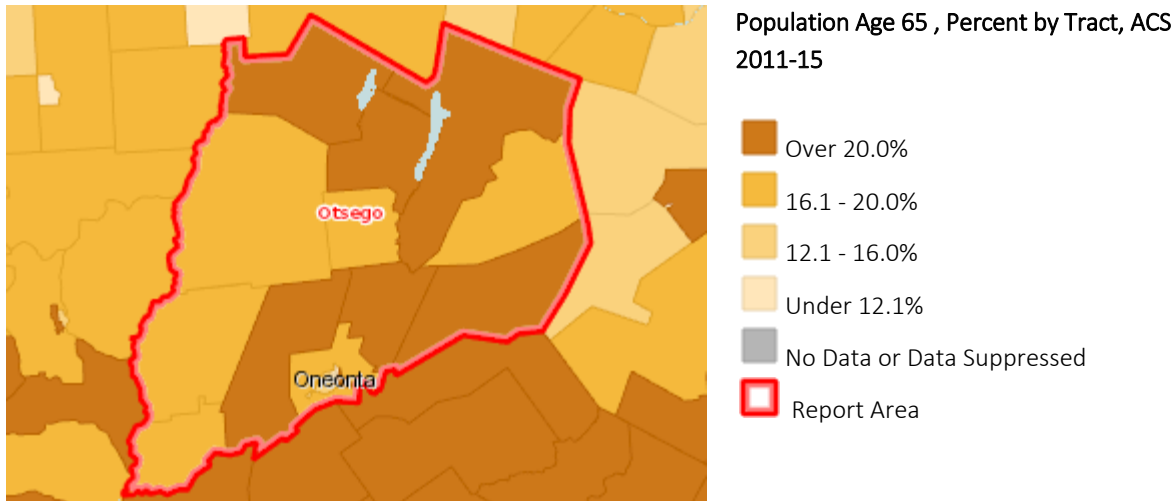 Population Age 65 , Percent by Tract, ACS
2011-15
Over 20.0%
16.1 - 20.0%
Otsego
12.1 - 16.0%
Under 12.1%
No Data or Data Suppressed
Oneonta
Report Area